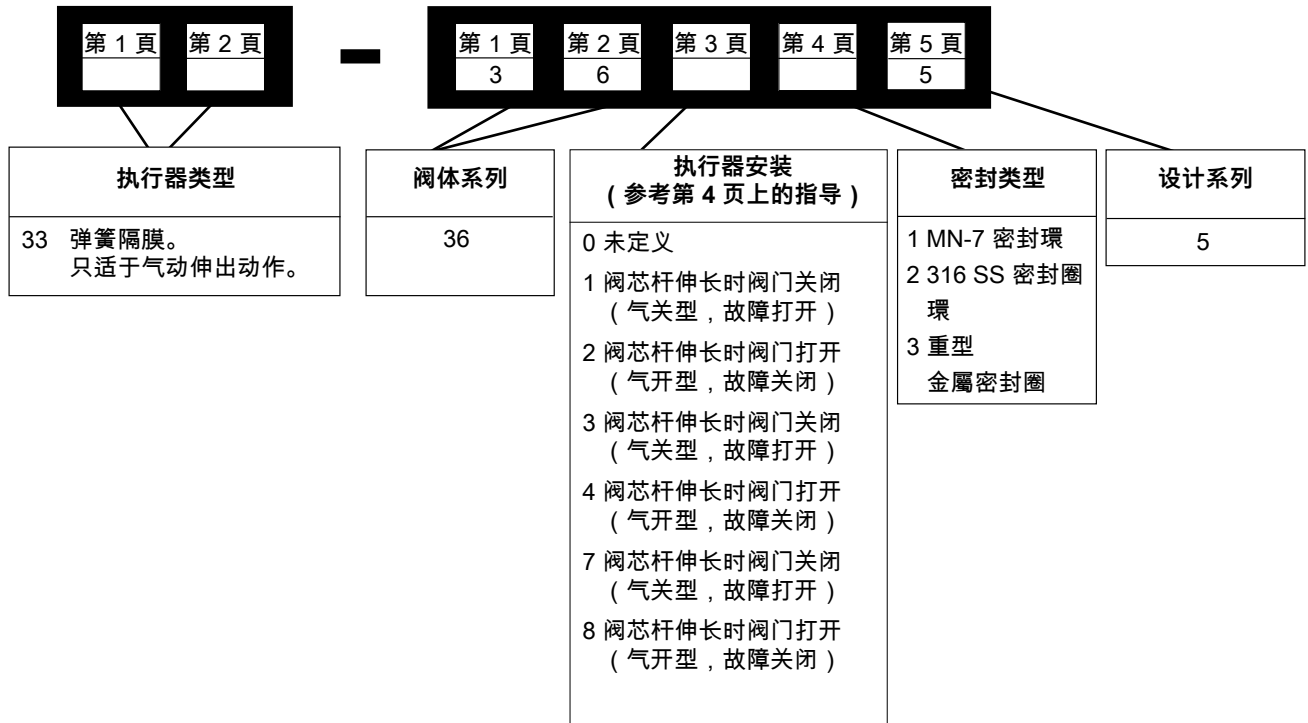 第 1 頁 第 2 頁 - 第 1 頁 第 2 頁 第 3 頁 第 4 頁 第 5 頁
3 6 5
执行器类型
33 弹簧隔膜。
只适于气动伸出动作。
阀体系列
36
执行器安装
（参考第 4 页上的指导）
0 未定义
1 阀芯杆伸长时阀门关闭
（气关型，故障打开）
2 阀芯杆伸长时阀门打开
（气开型，故障关闭）
3 阀芯杆伸长时阀门关闭
（气关型，故障打开）
4 阀芯杆伸长时阀门打开
（气开型，故障关闭）
7 阀芯杆伸长时阀门关闭
（气关型，故障打开）
8 阀芯杆伸长时阀门打开
（气开型，故障关闭）
密封类型
1 MN-7 密封環
2 316 SS 密封圈
環
3 重型
金屬密封圈
设计系列
5